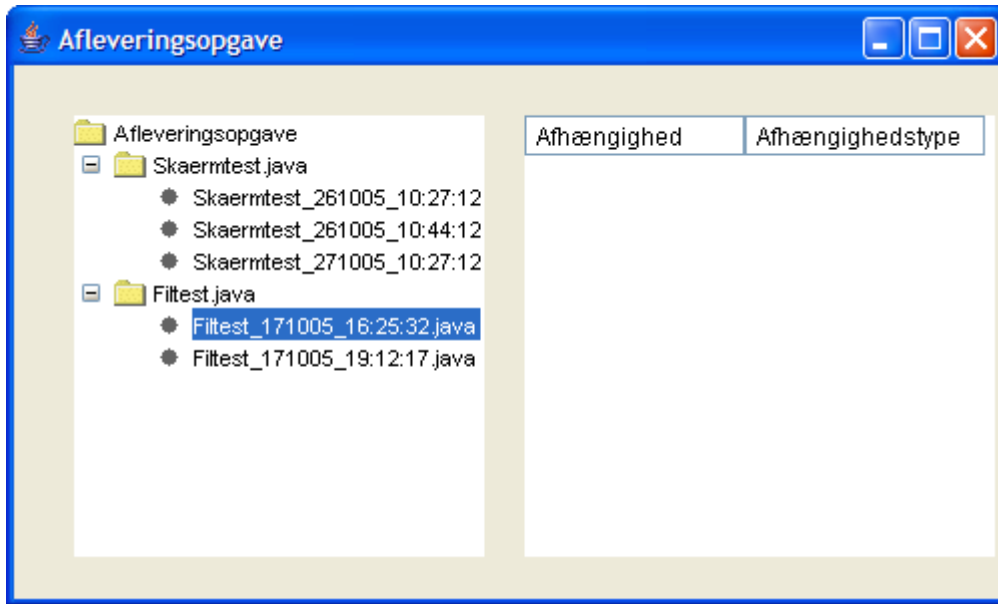 Afleveringsopgave
Afleveringsopgave
Skaermtest.java
Skaermtest_261005_10:27:12
Skaermtest_261005_10:44:12
Skaermtest_271005_10:27:12
Filtest.java
Filtest_171005_16:25:32.java
Filtest_171005_19:12:17.java
Afhængighed Afhængighedstype